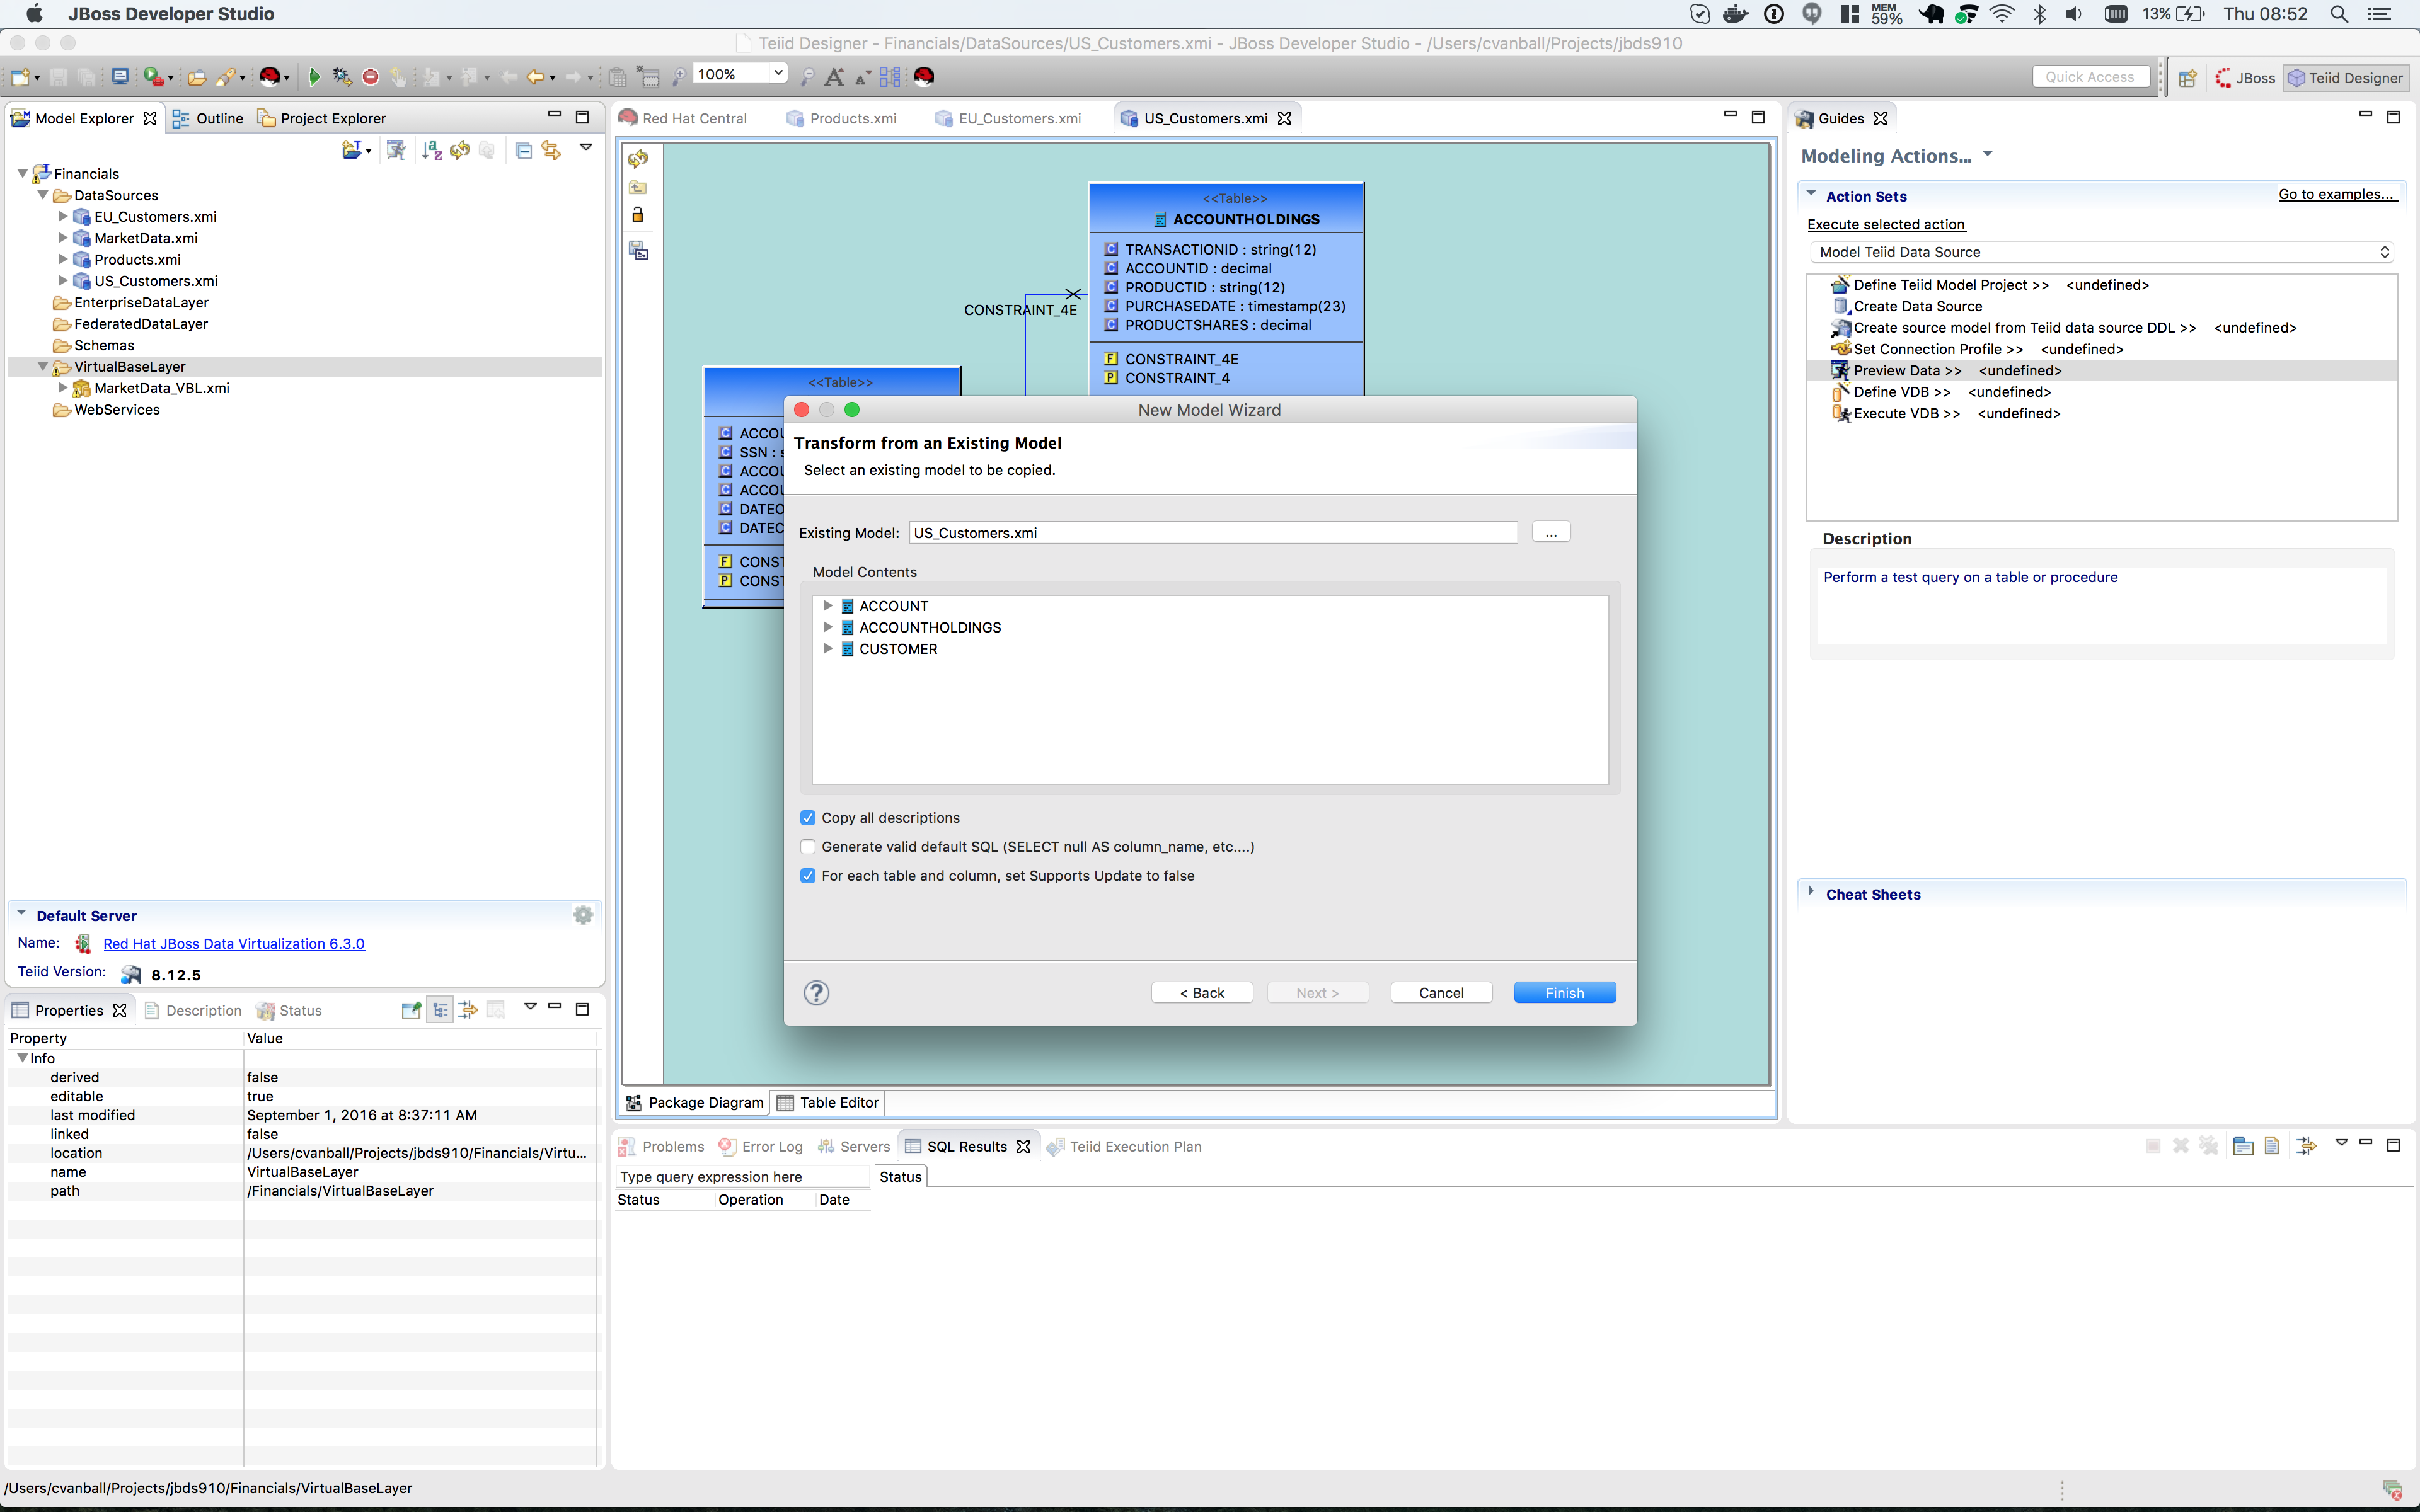 JBoss Developer Studio
MEM
59%
13%
Thu 08:52
Teiid Designer - Financials/DataSources/US_Customers.xmi - JBoss Developer Studio - /Users/cvanball/Projects/jbds910
100%
Quick Access
JBoss
Teiid Designer
Model Explorer
Outline
Project Explorer
Financials
DataSources
EU_Customers.xmi
MarketData.xmi
Products.xmi
US_Customers.xmi
EnterpriseDataLayer
FederatedDataLayer
Schemas
VirtualBaseLayer
MarketData_VBL.xmi
WebServices
Default Server
Name:
Red Hat JBoss Data Virtualization 6.3.0
Teiid Version:
8.12.5
Properties
Description
Status
Property
Value
Info
derived
false
editable
true
last modified
September 1, 2016 at 8:37:11 AM
linked
false
location
/Users/cvanball/Projects/jbds910/Financials/Virtu...
name
VirtualBaseLayer
path
/Financials/VirtualBaseLayer
/Users/cvanball/Projects/jbds910/Financials/VirtualBaseLayer
Red Hat Central
Products.xmi
EU_Customers.xmi
US_Customers.xmi
<<Table>>
ACCOUNTHOLDINGS
TRANSACTIONID : string(12)
ACCOUNTID : decimal
PRODUCTID : string(12)
PURCHASEDATE : timestamp(23)
PRODUCTSHARES : decimal
CONSTRAINT_4E
CONSTRAINT_4
CONSTRAINT_4E
<<Table>>
ACCOU
SSN : s
ACCOU
ACCOU
DATEO
DATEC
CONST
CONST
New Model Wizard
Transform from an Existing Model
Select an existing model to be copied.
Existing Model:
US_Customers.xmi
...
Model Contents
ACCOUNT
ACCOUNTHOLDINGS
CUSTOMER
Copy all descriptions
Generate valid default SQL (SELECT null AS column_name, etc....)
For each table and column, set Supports Update to false
?
< Back
Next >
Cancel
Finish
Package Diagram
Table Editor
Problems
Error Log
Servers
SQL Results
Teiid Execution Plan
Type query expression here
Status
Status
Operation
Date
Guides
Modeling Actions...
Action Sets
Go to examples...
Execute selected action
Model Teiid Data Source
Define Teiid Model Project >> <undefined>
Create Data Source
Create source model from Teiid data source DDL >> <undefined>
Set Connection Profile >> <undefined>
Preview Data >> <undefined>
Define VDB >> <undefined>
Execute VDB >> <undefined>
Description
Perform a test query on a table or procedure
Cheat Sheets